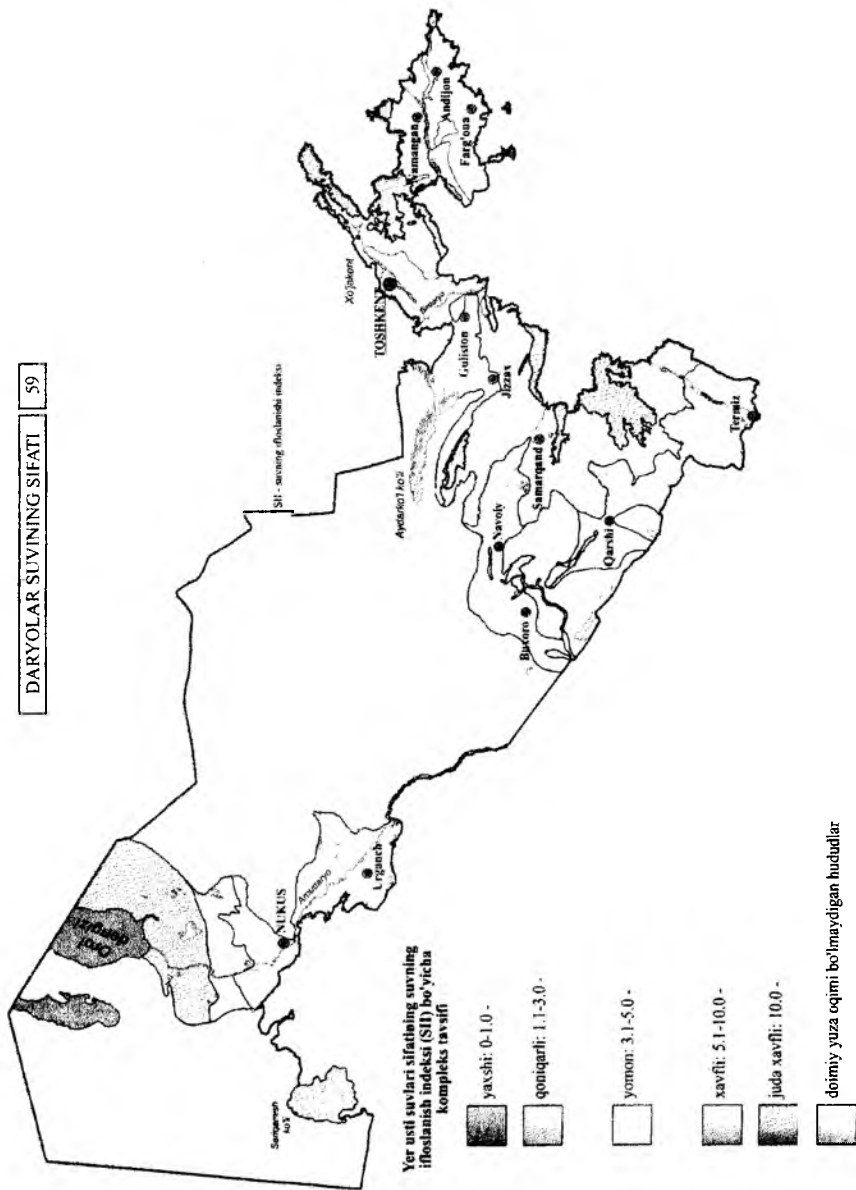 DARYOLAR SUVINING SIFATI 59
SII - suvning ifloslanishi indeksi
Orol dengizi
NUKUS
Amudaryo
Urganch
Sariqamish
ko'li
Aydarko'l ko'li
Xo'jakent
TOSHKENT
Sirdaryo
Guliston
Jizzax
Namangan
Andijon
Farg'ona
Samarqand
Navoiy
Buxoro
Qarshi
Termiz
Yer usti suvlari sifatining suvning
ifloslanish indeksi (SII) bo'yicha
kompleks tavsifi
yaxshi: 0-1.0 -
qoniqarli: 1.1-3.0 -
yomon: 3.1-5.0 -
xavfli: 5.1-10.0 -
juda xavfli: 10.0 -
doimiy yuza oqimi bo'lmaydigan hududlar